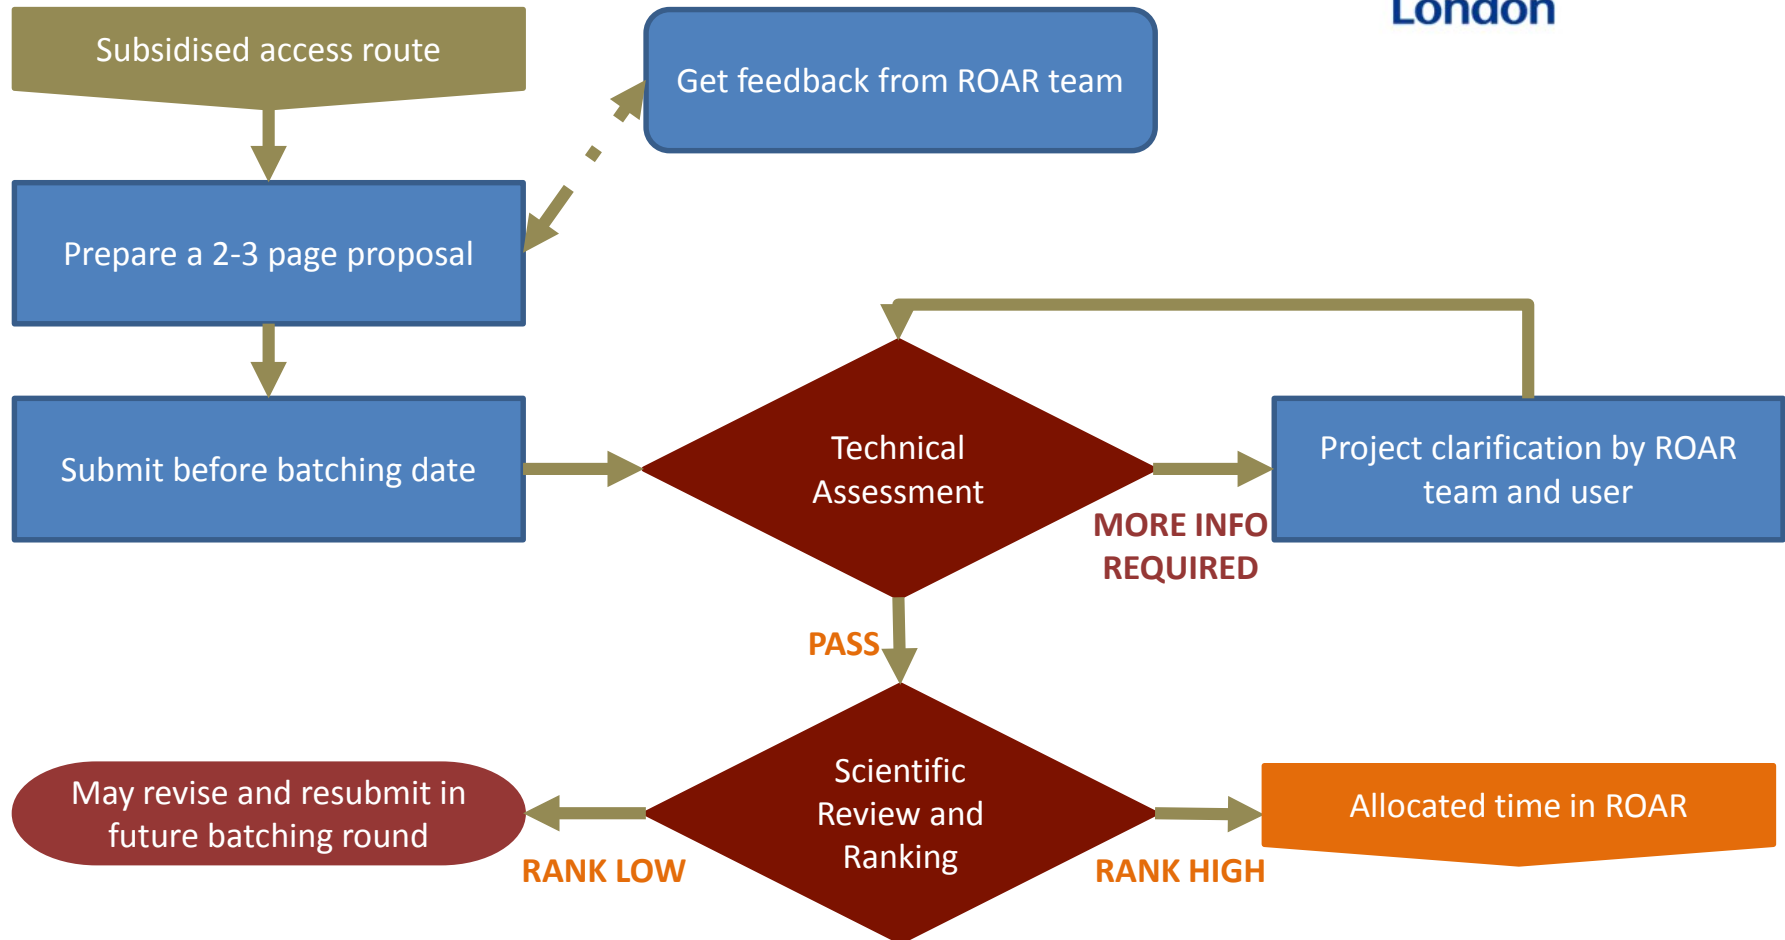 London
Subsidised access route
Get feedback from ROAR team
Prepare a 2-3 page proposal
Submit before batching date
Technical
Assessment
Project clarification by ROAR
team and user
MORE INFO
REQUIRED
PASS
Scientific
Review and
Ranking
May revise and resubmit in
future batching round
Allocated time in ROAR
RANK LOW
RANK HIGH